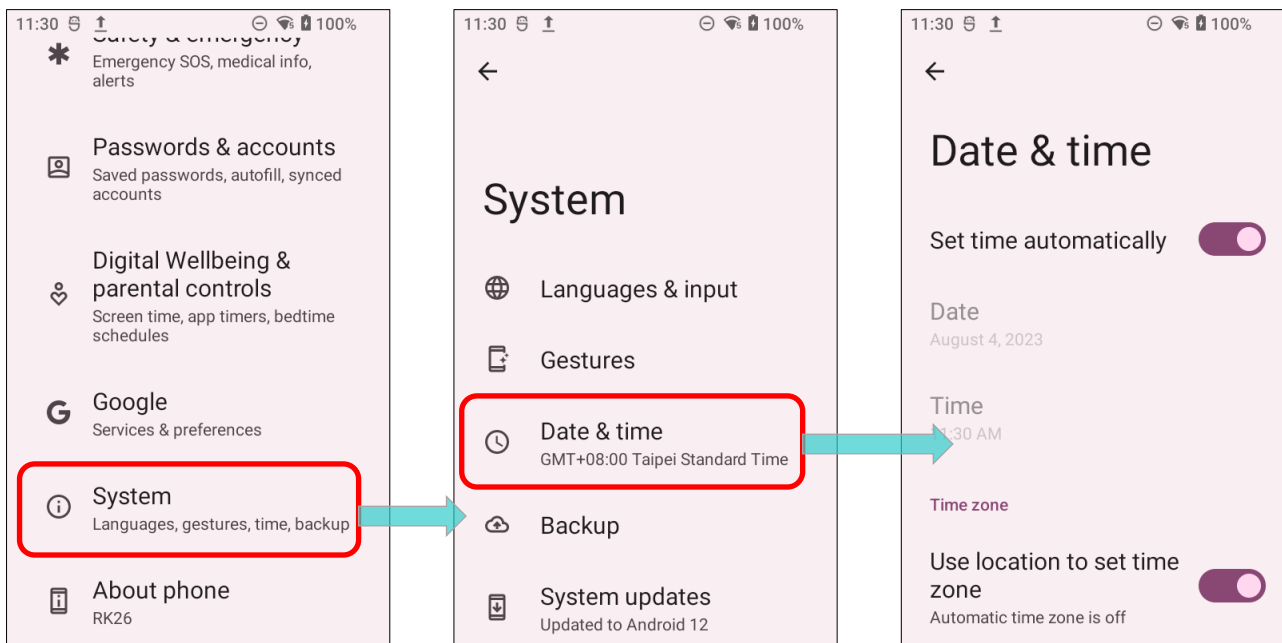 11:30
100%
Safety & emergency
Emergency SOS, medical info,
alerts
Passwords & accounts
Saved passwords, autofill, synced
accounts
Digital Wellbeing &
parental controls
Screen time, app timers, bedtime
schedules
Google
Services & preferences
System
Languages, gestures, time, backup
About phone
RK26
11:30
100%
System
Languages & input
Gestures
Date & time
GMT+08:00 Taipei Standard Time
Backup
System updates
Updated to Android 12
11:30
100%
Date & time
Set time automatically
Date
August 4, 2023
Time
:30 AM
Time zone
Use location to set time
zone
Automatic time zone is off